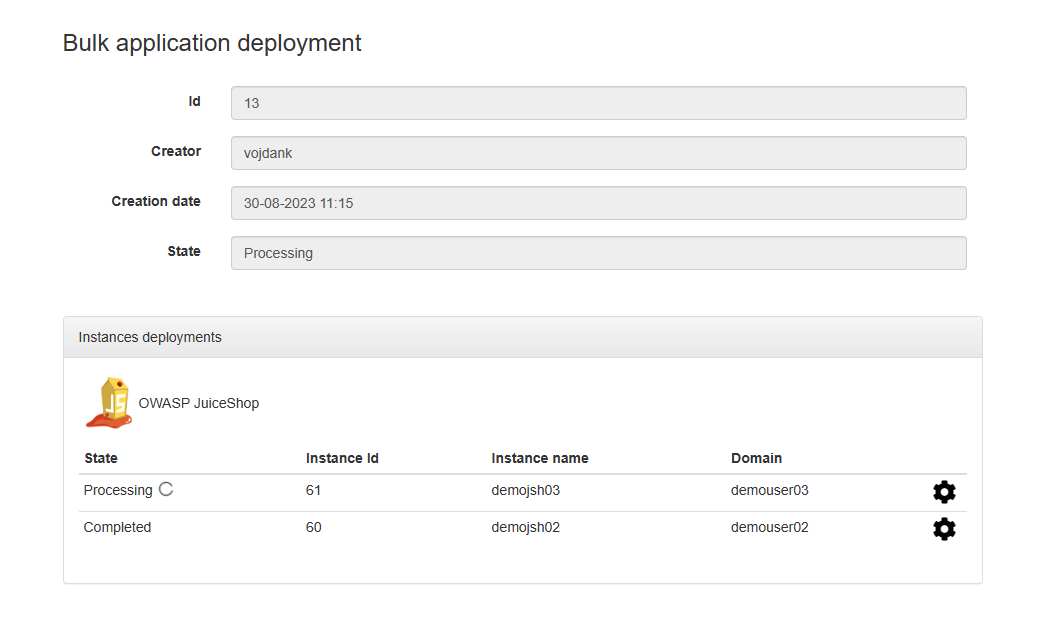 Bulk application deployment
Id 13
Creator vojdank
Creation date 30-08-2023 11:15
State Processing
Instances deployments
JS
OWASP JuiceShop
State Instance Id Instance name Domain
Processing 61 demojsh03 demouser03
Completed 60 demojsh02 demouser02